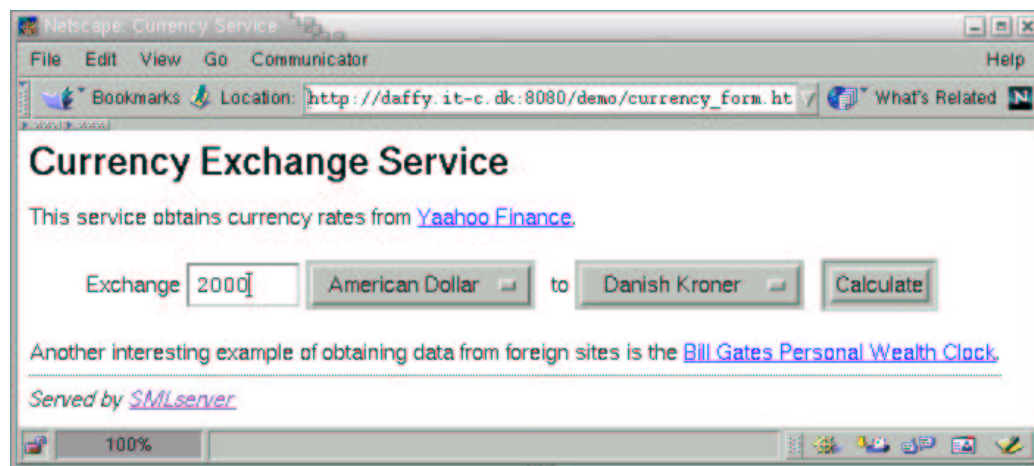 Netscape: Currency Service
File Edit View Go Communicator Help
Bookmarks Location: http://daffy.it-c.dk:8080/demo/currency_form.ht What's Related N
Currency Exchange Service
This service obtains currency rates from Yaahoo Finance.
Exchange 2000 American Dollar to Danish Kroner Calculate
Another interesting example of obtaining data from foreign sites is the Bill Gates Personal Wealth Clock.
Served by SMLserver
100%